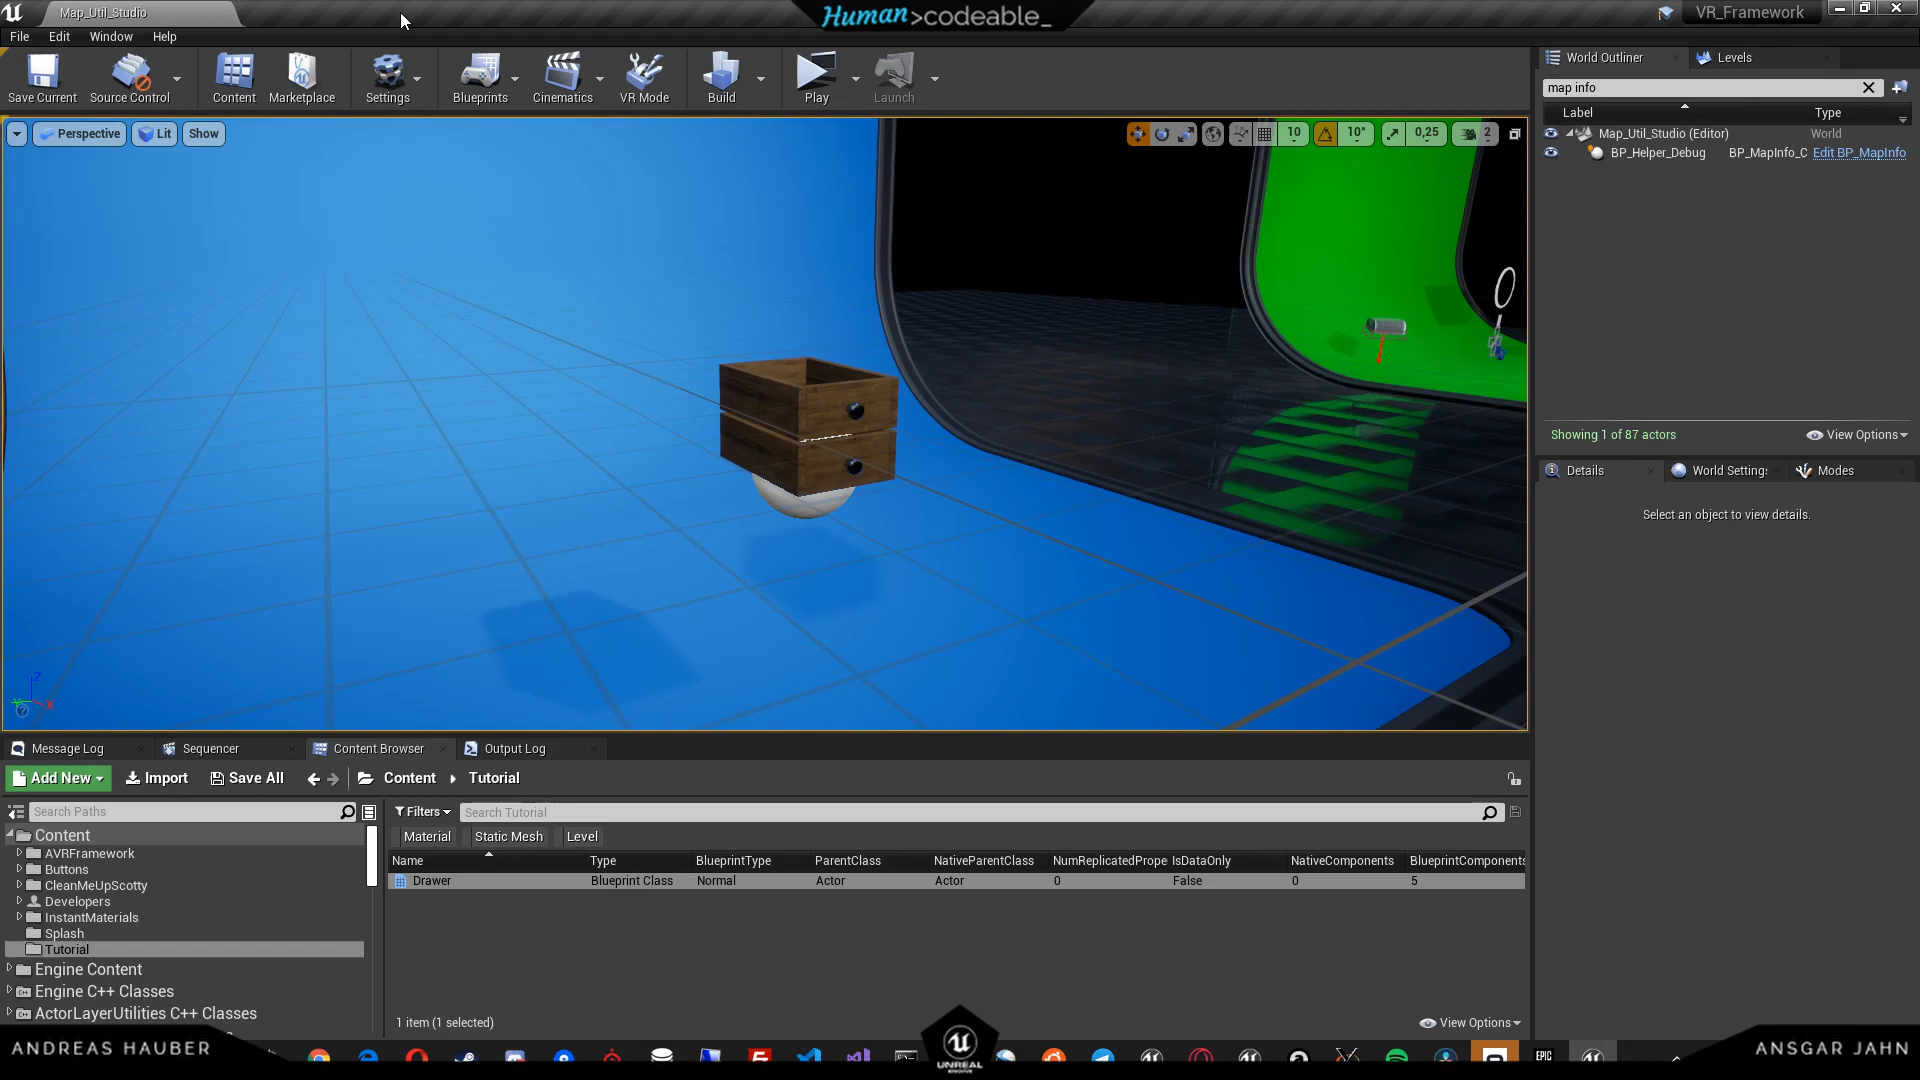 Map_Util_Studio
Human>codeable_
VR_Framework
File Edit Window Help
Save Current Source Control Content Marketplace Settings Blueprints Cinematics VR Mode Build Play Launch
Perspective Lit Show
10 10° 0,25 2
World Outliner Levels
map info
Label Type
Map_Util_Studio (Editor) World
BP_Helper_Debug BP_MapInfo_C Edit BP_MapInfo
Showing 1 of 87 actors View Options
Details World Settings Modes
Select an object to view details.
Message Log Sequencer Content Browser Output Log
Add New Import Save All Content Tutorial
Search Paths
Filters Search Tutorial
Material Static Mesh Level
Name Type BlueprintType ParentClass NativeParentClass NumReplicatedPrope IsDataOnly NativeComponents BlueprintComponents
Drawer Blueprint Class Normal Actor Actor 0 False 0 5
Content
AVRFramework
Buttons
CleanMeUpScotty
Developers
InstantMaterials
Splash
Tutorial
Engine Content
Engine C++ Classes
ActorLayerUtilities C++ Classes
1 item (1 selected) View Options
ANDREAS HAUBER
UNREAL ENGINE
EPIC
ANSGAR JAHN